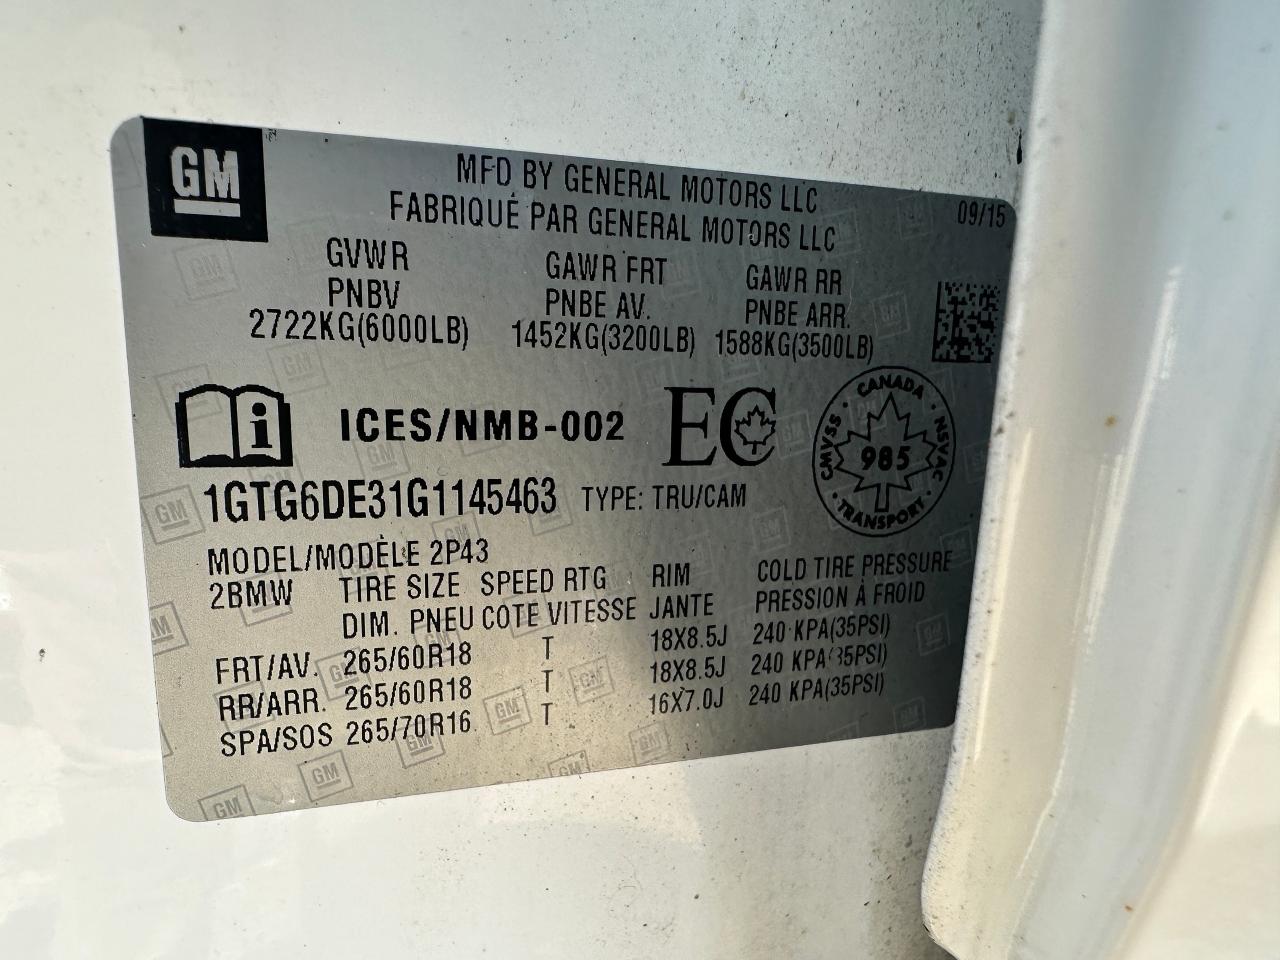 GM
MFD BY GENERAL MOTORS LLC
FABRIQUÉ PAR GENERAL MOTORS LLC
09/15
GVWR GAWR FRT GAWR RR
PNBV PNBE AV. PNBE ARR.
2722KG(6000LB) 1452KG(3200LB) 1588KG(3500LB)
i ICES/NMB-002 EC
CANADA
CMVSS · NSVAC
985
TRANSPORT
1GTG6DE31G1145463 TYPE: TRU/CAM
MODEL/MODÈLE 2P43
2BMW TIRE SIZE SPEED RTG RIM COLD TIRE PRESSURE
DIM. PNEU COTE VITESSE JANTE PRESSION À FROID
FRT/AV. 265/60R18 T 18X8.5J 240 KPA(35PSI)
RR/ARR. 265/60R18 T 18X8.5J 240 KPA(35PSI)
SPA/SOS 265/70R16 T 16X7.0J 240 KPA(35PSI)